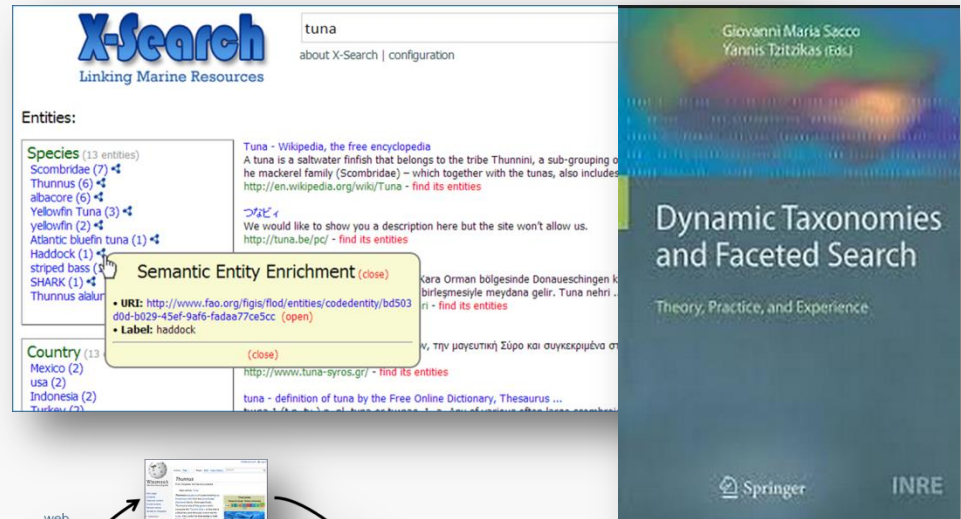 X-Search
Linking Marine Resources
tuna
about X-Search | configuration
Entities:
Species (13 entities)
Scombridae (7)
Thunnus (6)
albacore (6)
Yellowfin Tuna (3)
yellowfin (2)
Atlantic bluefin tuna (1)
Haddock (1)
striped bass (
SHARK (1)
Thunnus alalun
Country (13
Mexico (2)
usa (2)
Indonesia (2)
Turkey (2)
Tuna - Wikipedia, the free encyclopedia
A tuna is a saltwater finfish that belongs to the tribe Thunnini, a sub-grouping o
he mackerel family (Scombridae) – which together with the tunas, also includes
http://en.wikipedia.org/wiki/Tuna - find its entities
つなビィ
We would like to show you a description here but the site won't allow us.
http://tuna.be/pc/ - find its entities
Kara Orman bölgesinde Donaueschingen k
birleşmesiyle meydana gelir. Tuna nehri ...
ri - find its entities
ν, την μαγευτική Σύρο και συγκεκριμένα στ
http://www.tuna-syros.gr/ - find its entities
tuna - definition of tuna by the Free Online Dictionary, Thesaurus ...
Semantic Entity Enrichment (close)
• URI: http://www.fao.org/figis/flod/entities/codedentity/bd503
d0d-b029-45ef-9af6-fadaa77ce5cc (open)
• Label: haddock
(close)
Giovanni Maria Sacco
Yannis Tzitzikas (Eds.)
Dynamic Taxonomies
and Faceted Search
Theory, Practice, and Experience
Springer
INRE
web
Thunnus